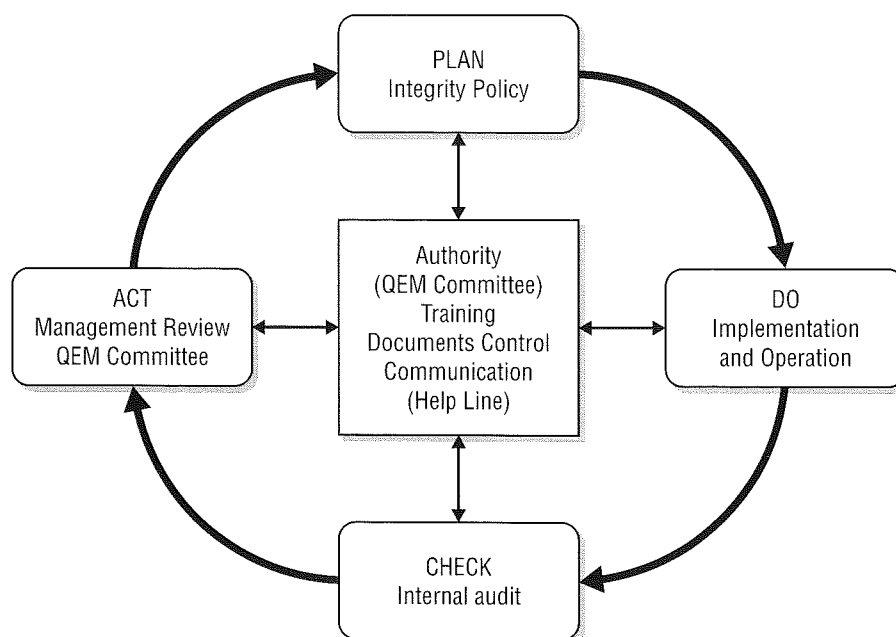 PLAN
Integrity Policy
Authority
(QEM Committee)
Training
Documents Control
Communication
(Help Line)
ACT
Management Review
QEM Committee
DO
Implementation
and Operation
CHECK
Internal audit